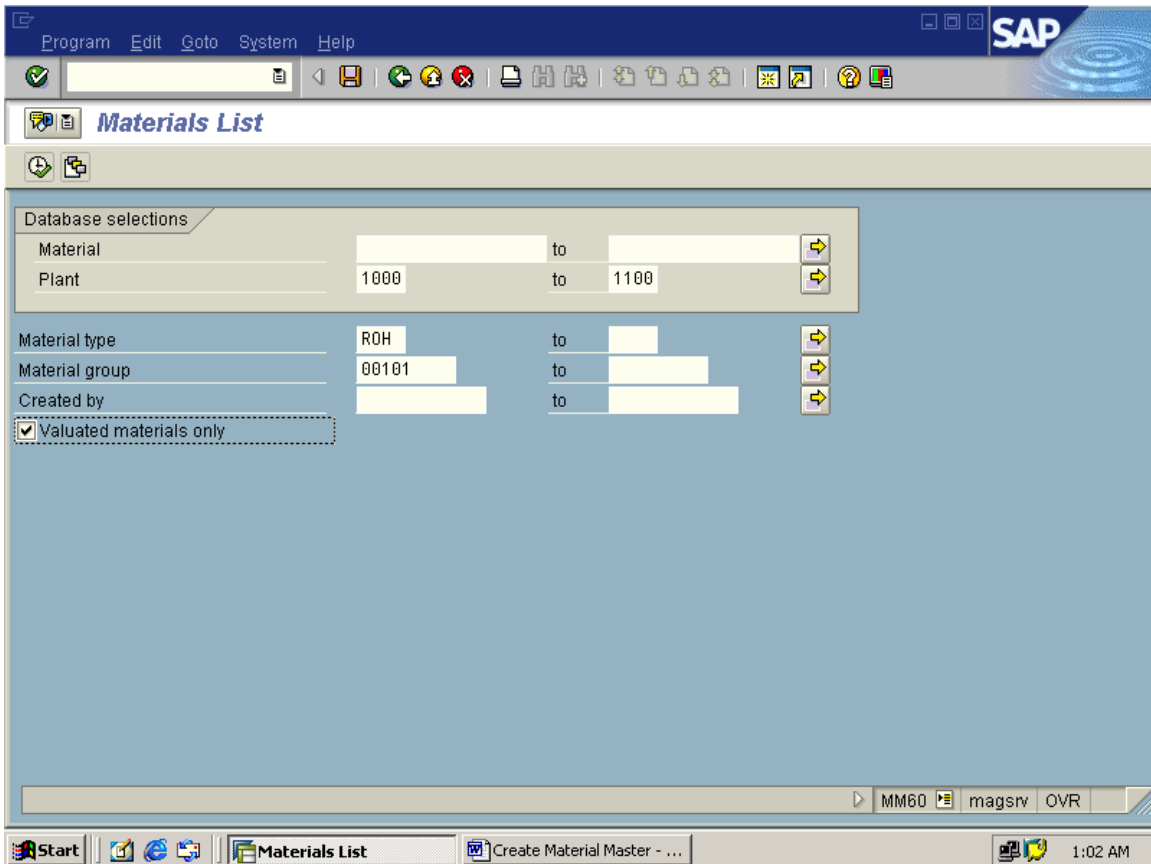 Program Edit Goto System Help
SAP
Materials List
Database selections
Material to
Plant 1000 to 1100
Material type ROH to
Material group 00101 to
Created by to
Valuated materials only
MM60 magsrv OVR
Start Materials List Create Material Master - ... 1:02 AM